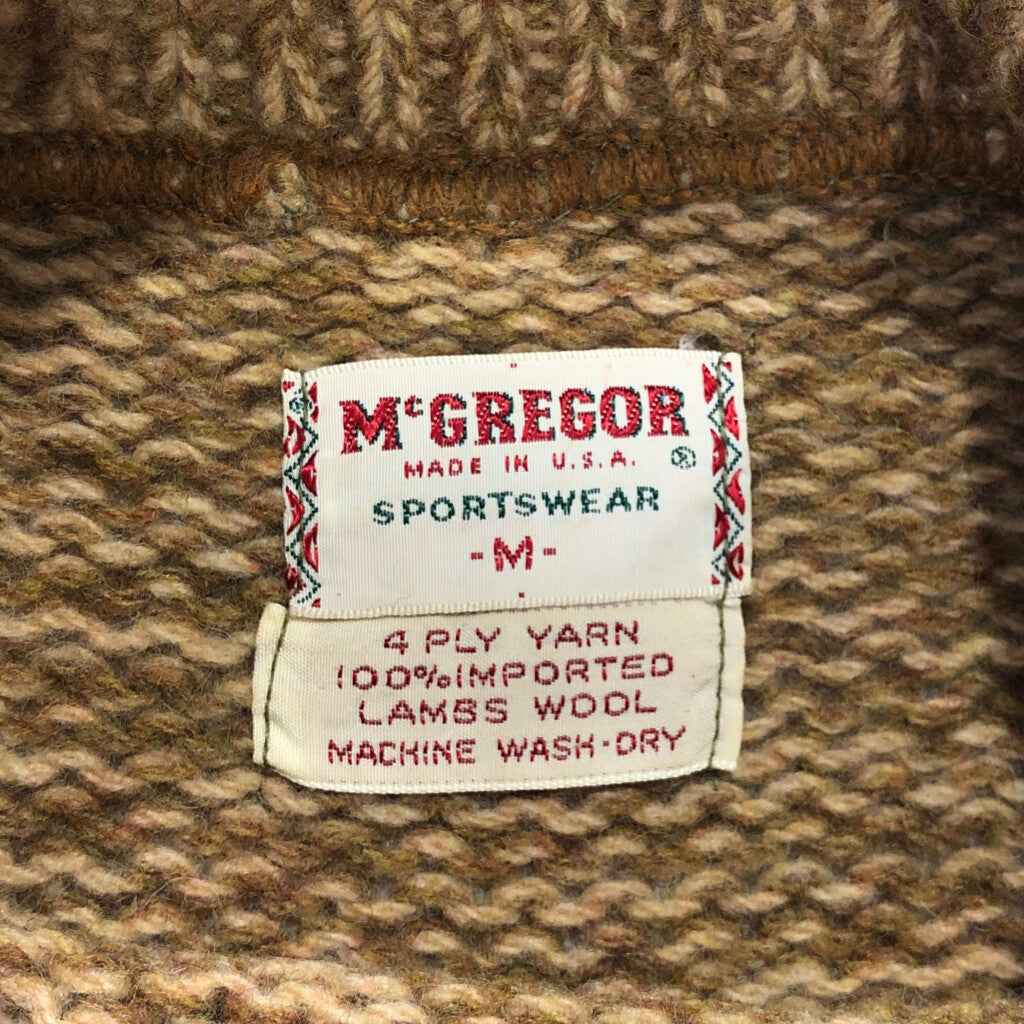 McGREGOR
MADE IN U.S.A. ®
SPORTSWEAR
-M-
4 PLY YARN
100% IMPORTED
LAMBS WOOL
MACHINE WASH·DRY